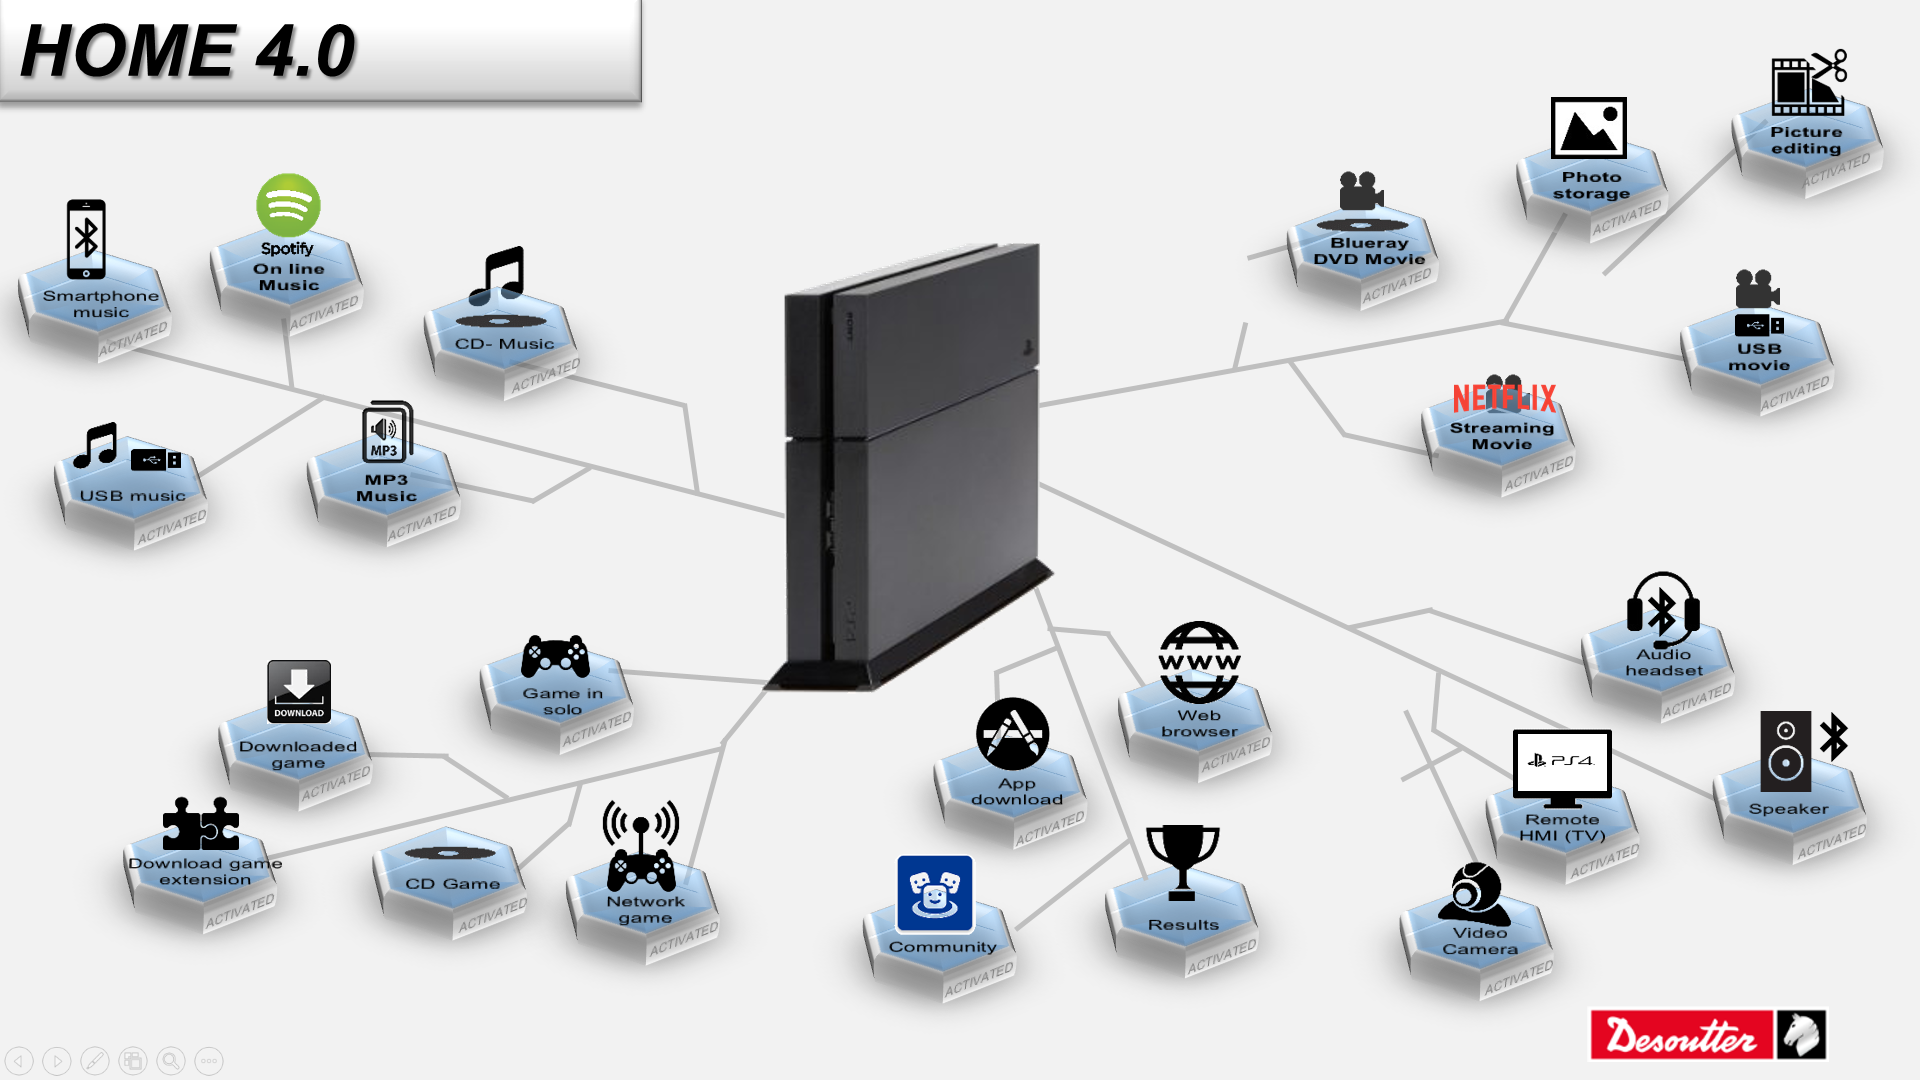 HOME 4.0
Smartphone
music
ACTIVATED
Spotify
On line
Music
ACTIVATED
CD- Music
ACTIVATED
USB music
ACTIVATED
MP3
MP3
Music
ACTIVATED
SONY
PS4
Blueray
DVD Movie
ACTIVATED
Photo
storage
ACTIVATED
Picture
editing
ACTIVATED
USB
movie
ACTIVATED
NETFLIX
Streaming
Movie
ACTIVATED
Game in
solo
ACTIVATED
DOWNLOAD
Downloaded
game
ACTIVATED
Download game
extension
ACTIVATED
CD Game
ACTIVATED
Network
game
ACTIVATED
WWW
Web
browser
ACTIVATED
App
download
ACTIVATED
Community
ACTIVATED
Results
ACTIVATED
Audio
headset
ACTIVATED
PS4
Remote
HMI (TV)
ACTIVATED
Speaker
ACTIVATED
Video
Camera
ACTIVATED
Desoutter